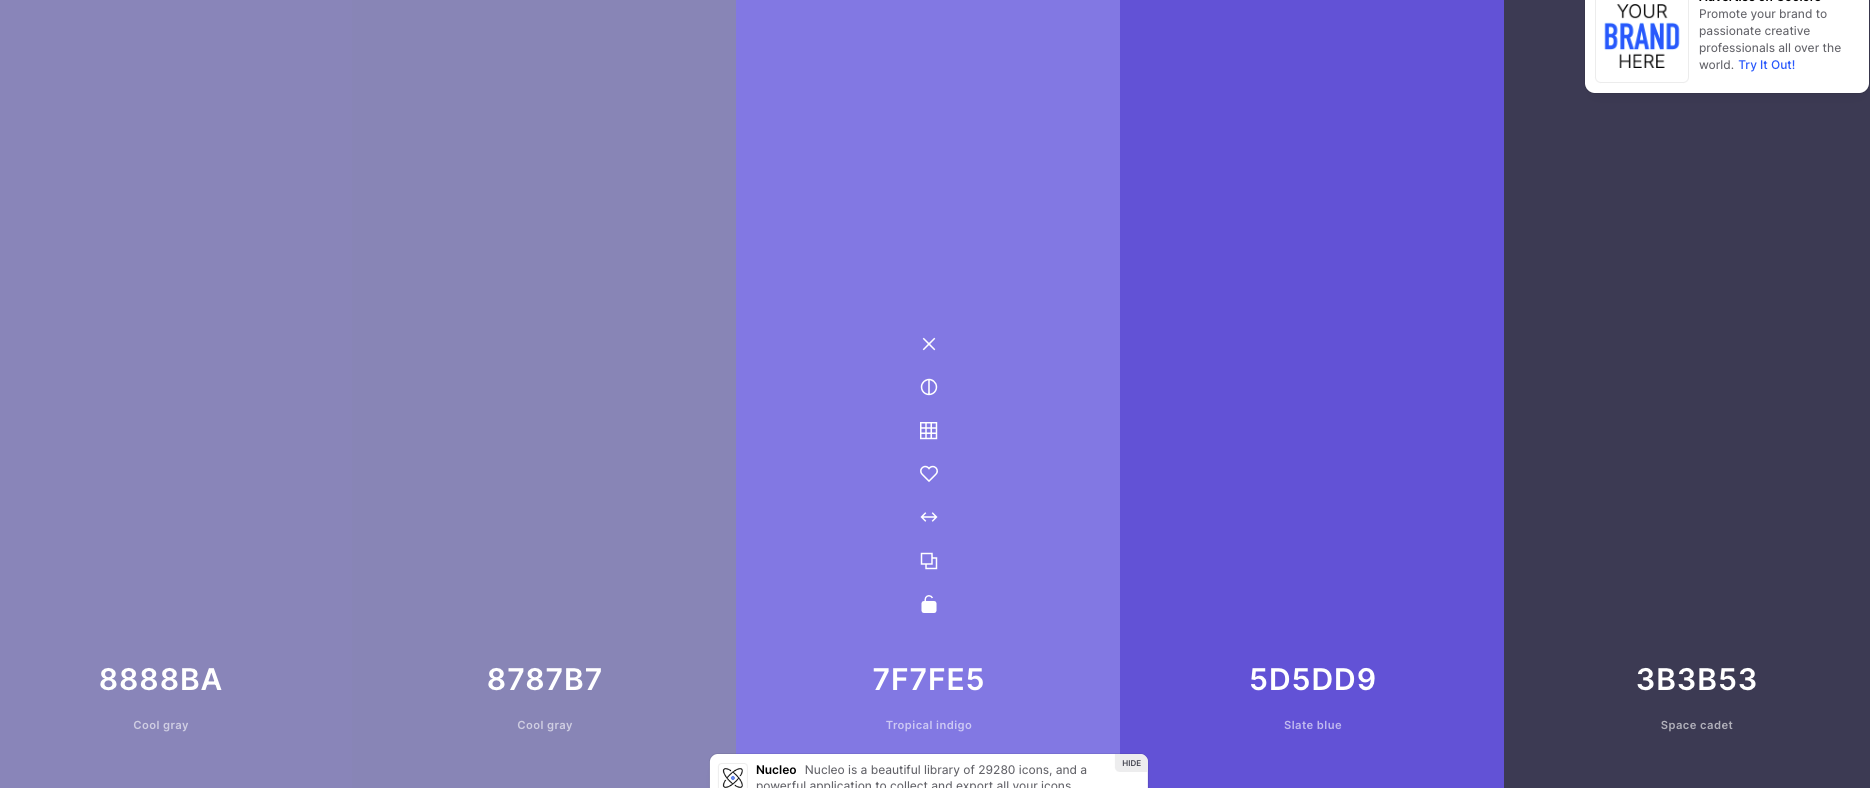 YOUR
BRAND
HERE
Promote your brand to
passionate creative
professionals all over the
world. Try It Out!
8888BA
Cool gray
8787B7
Cool gray
7F7FE5
Tropical indigo
5D5DD9
Slate blue
3B3B53
Space cadet
Nucleo Nucleo is a beautiful library of 29280 icons, and a
powerful application to collect and export all your icons.
HIDE